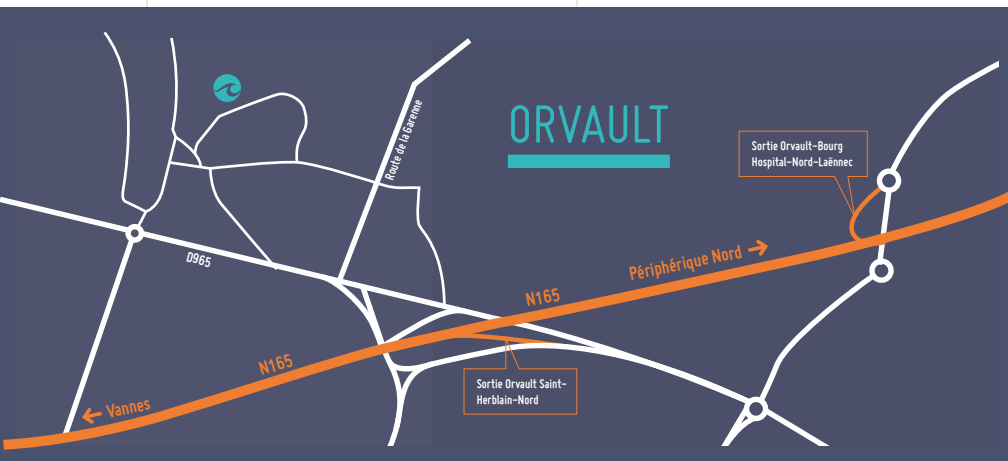 ORVAULT
Route de la Garenne
Sortie Orvault-Bourg
Hospital-Nord-Laënnec
D965
Périphérique Nord →
N165
N165
← Vannes
Sortie Orvault Saint-
Herblain-Nord